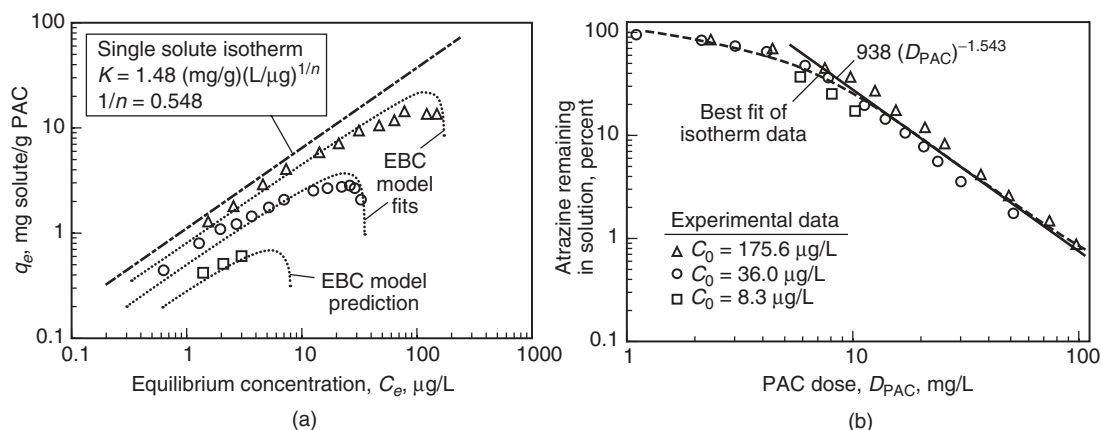 100
10
1
0.1
0.1
1
10
100
1000
q_e, mg solute/g PAC
Equilibrium concentration, C_e, μg/L
(a)
Single solute isotherm
K = 1.48 (mg/g)(L/μg)^{1/n}
1/n = 0.548
EBC
model
fits
EBC model
prediction
100
10
1
0.1
1
10
100
Atrazine remaining
in solution, percent
PAC dose, D_PAC, mg/L
(b)
938 (D_PAC)^{−1.543}
Best fit of
isotherm data
Experimental data
△ C_0 = 175.6 μg/L
○ C_0 = 36.0 μg/L
□ C_0 = 8.3 μg/L